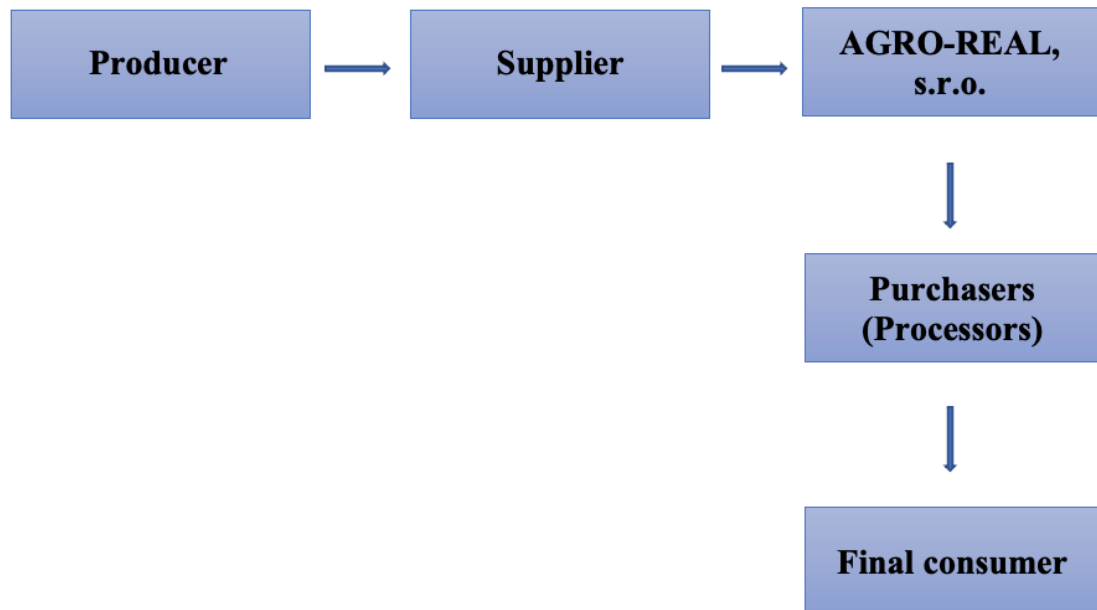 Producer
Supplier
AGRO-REAL,
s.r.o.
Purchasers
(Processors)
Final consumer